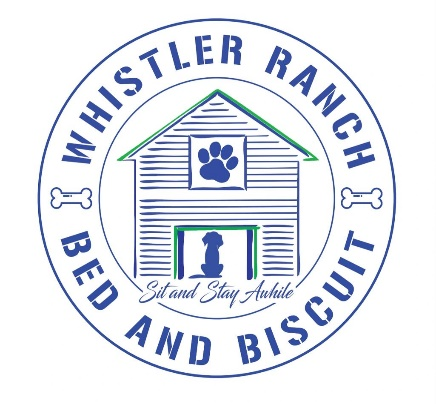 WHISTLER RANCH
Sit and Stay Awhile
BED AND BISCUIT